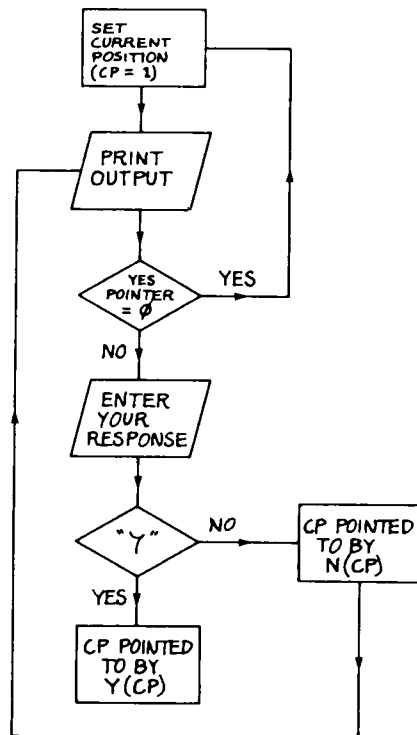 SET
CURRENT
POSITION
(CP = 1)
PRINT
OUTPUT
YES
POINTER
= Ø
YES
NO
ENTER
YOUR
RESPONSE
"Y"
NO
CP POINTED
TO BY
N(CP)
YES
CP POINTED
TO BY
Y(CP)